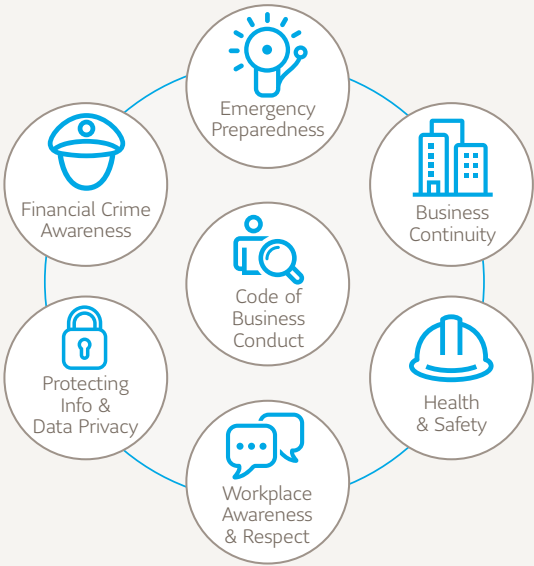 Emergency
Preparedness
Financial Crime
Awareness
Business
Continuity
Code of
Business
Conduct
Protecting
Info &
Data Privacy
Health
& Safety
Workplace
Awareness
& Respect